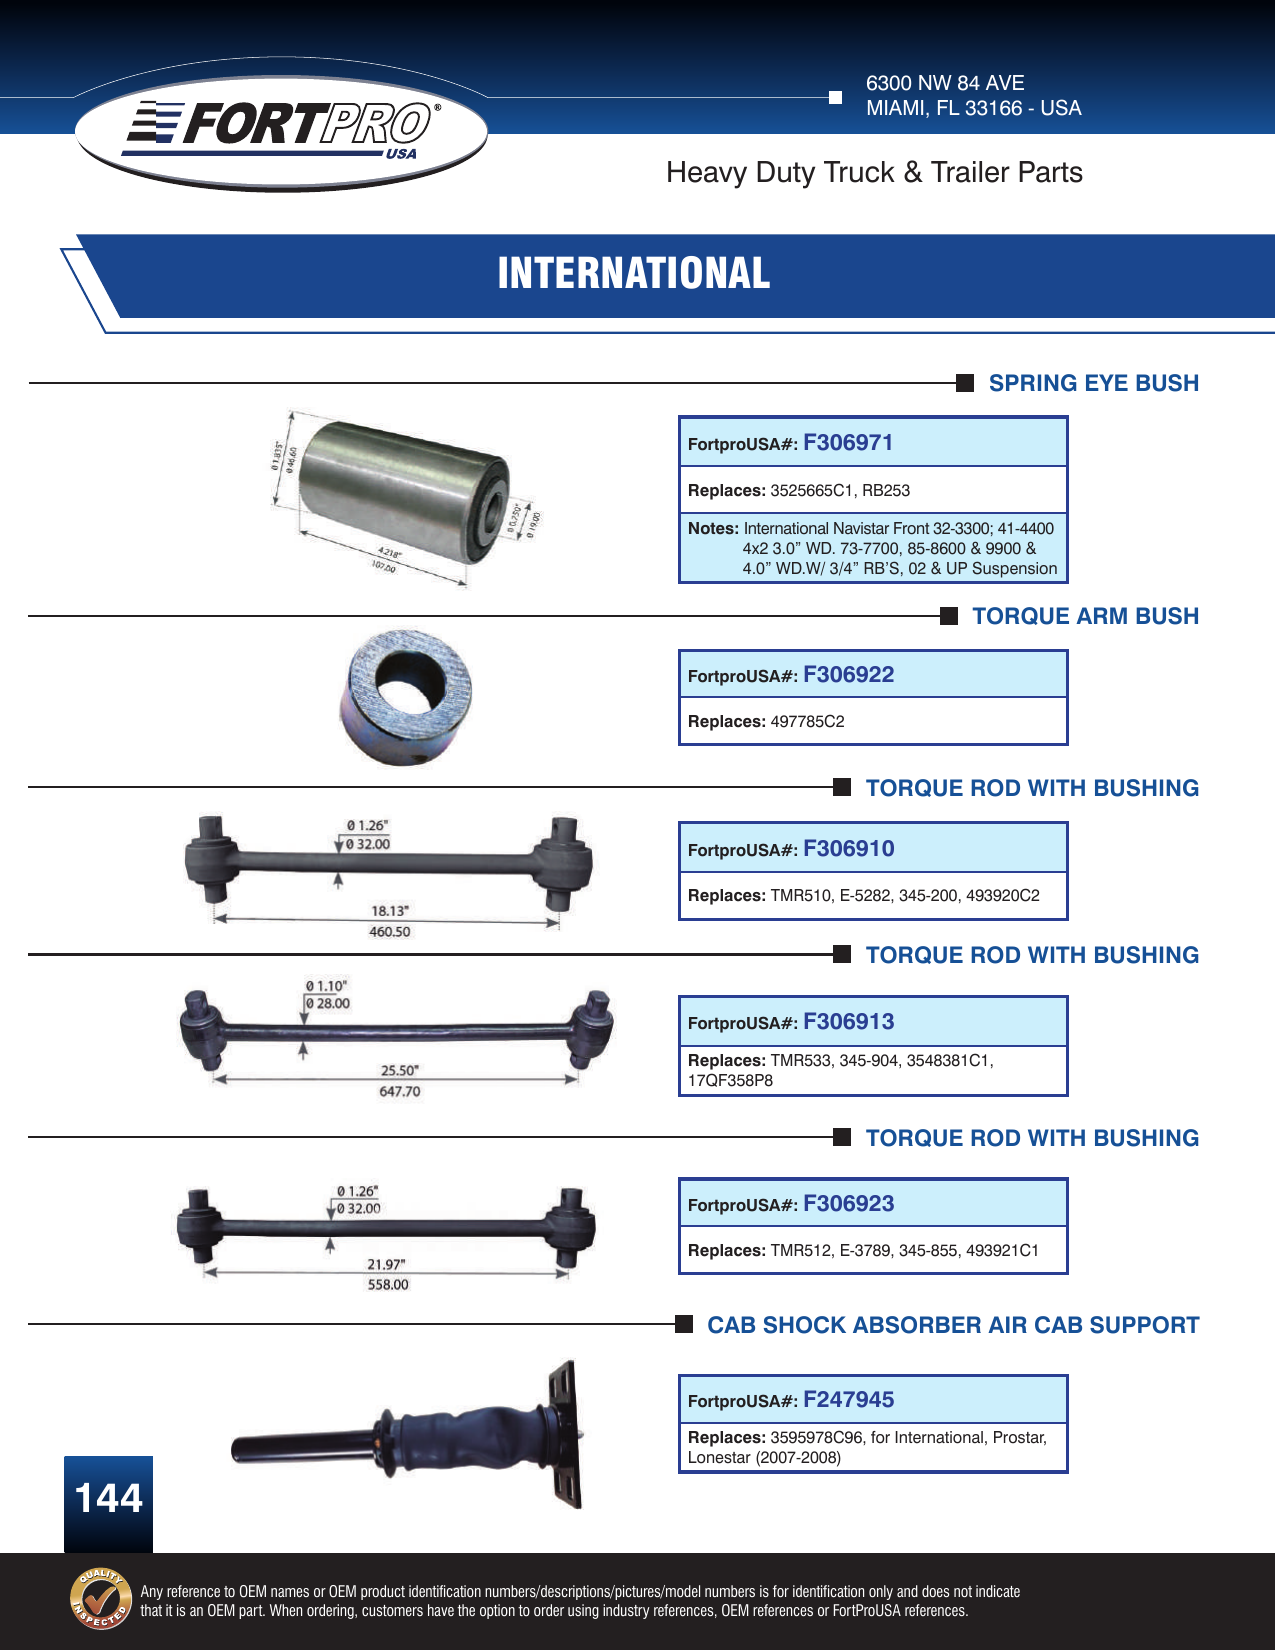 FORTPRO®
USA
6300 NW 84 AVE
MIAMI, FL 33166 - USA
Heavy Duty Truck & Trailer Parts
INTERNATIONAL
SPRING EYE BUSH
Ø 1.835"
Ø 46.60
Ø 0.750"
Ø 19.00
4.218"
107.00
FortproUSA#: F306971
Replaces: 3525665C1, RB253
Notes: International Navistar Front 32-3300; 41-4400
4x2 3.0” WD. 73-7700, 85-8600 & 9900 &
4.0” WD.W/ 3/4” RB’S, 02 & UP Suspension
TORQUE ARM BUSH
FortproUSA#: F306922
Replaces: 497785C2
TORQUE ROD WITH BUSHING
Ø 1.26"
Ø 32.00
18.13"
460.50
FortproUSA#: F306910
Replaces: TMR510, E-5282, 345-200, 493920C2
TORQUE ROD WITH BUSHING
Ø 1.10"
Ø 28.00
25.50"
647.70
FortproUSA#: F306913
Replaces: TMR533, 345-904, 3548381C1,
17QF358P8
TORQUE ROD WITH BUSHING
Ø 1.26"
Ø 32.00
21.97"
558.00
FortproUSA#: F306923
Replaces: TMR512, E-3789, 345-855, 493921C1
CAB SHOCK ABSORBER AIR CAB SUPPORT
FortproUSA#: F247945
Replaces: 3595978C96, for International, Prostar,
Lonestar (2007-2008)
144
QUALITY
INSPECTED
Any reference to OEM names or OEM product identification numbers/descriptions/pictures/model numbers is for identification only and does not indicate
that it is an OEM part. When ordering, customers have the option to order using industry references, OEM references or FortProUSA references.